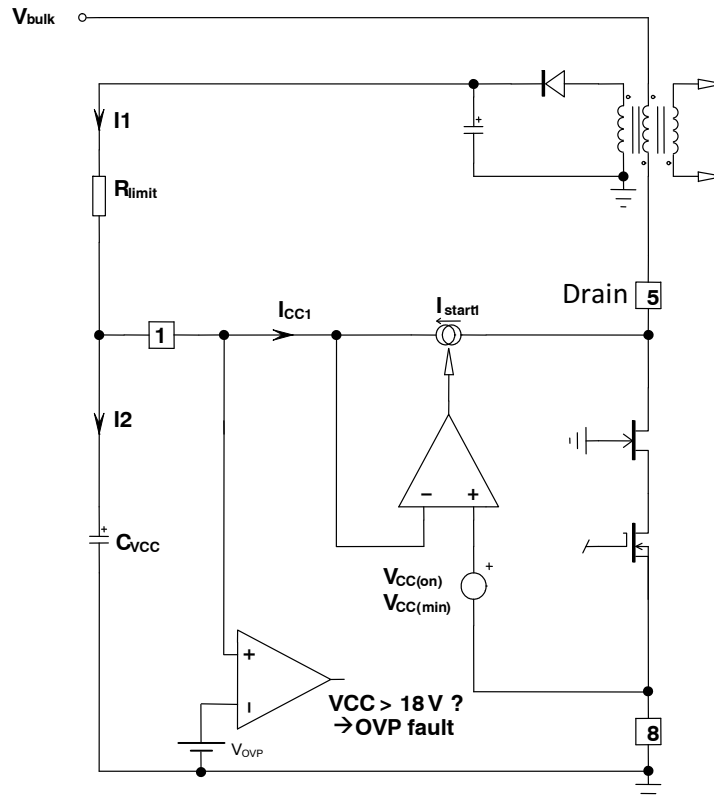 Vbulk
I1
Rlimit
Drain 5
1
ICC1
Istart1
I2
CVCC
VCC(on)
VCC(min)
VCC > 18 V ?
→OVP fault
VOVP
8